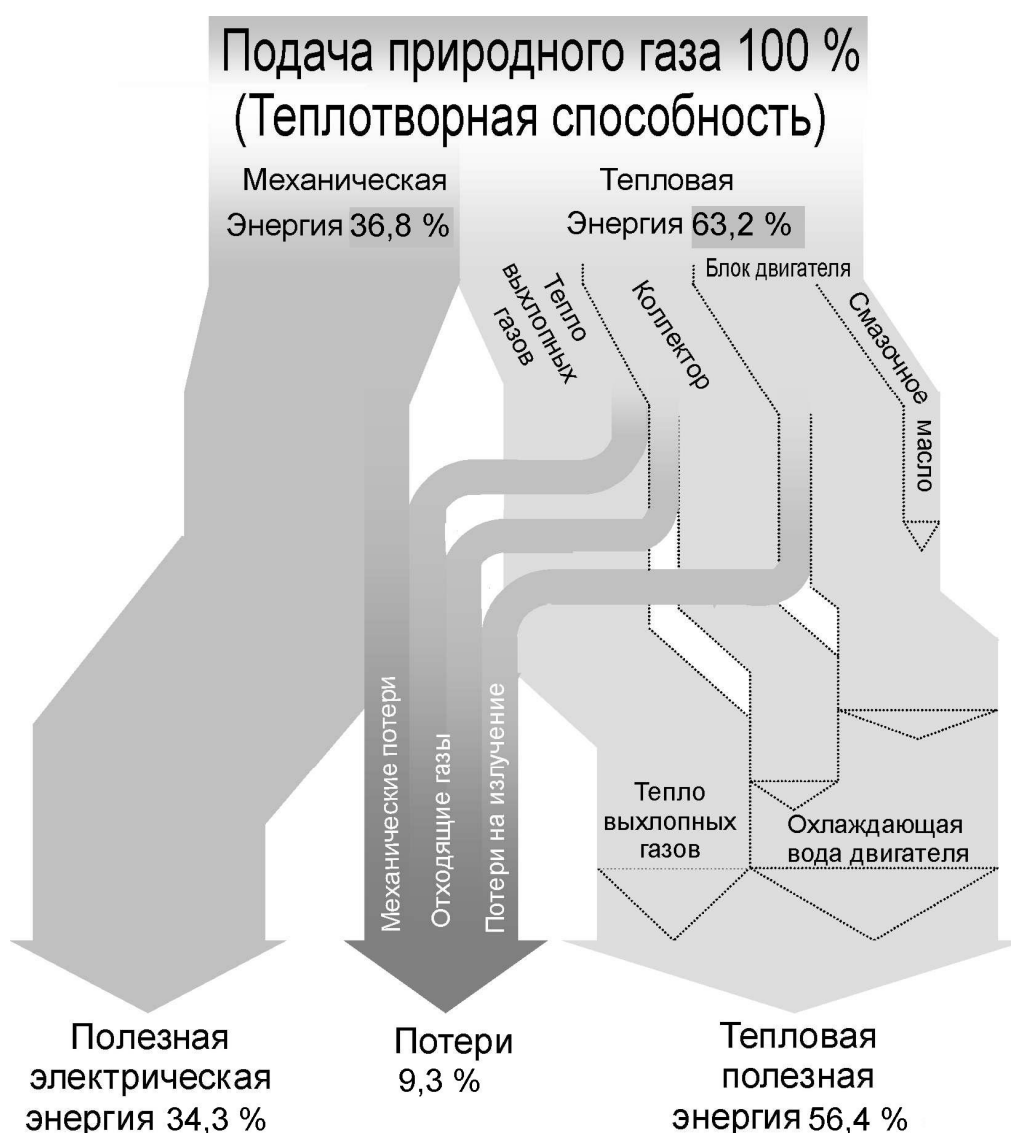 Подача природного газа 100 %
(Теплотворная способность)
Механическая
Энергия 36,8 %
Тепловая
Энергия 63,2 %
Тепло
выхлопных
газов
Коллектор
Блок двигателя
Смазочное масло
Механические потери
Отходящие газы
Потери на излучение
Тепло
выхлопных
газов
Охлаждающая
вода двигателя
Полезная
электрическая
энергия 34,3 %
Потери
9,3 %
Тепловая
полезная
энергия 56,4 %